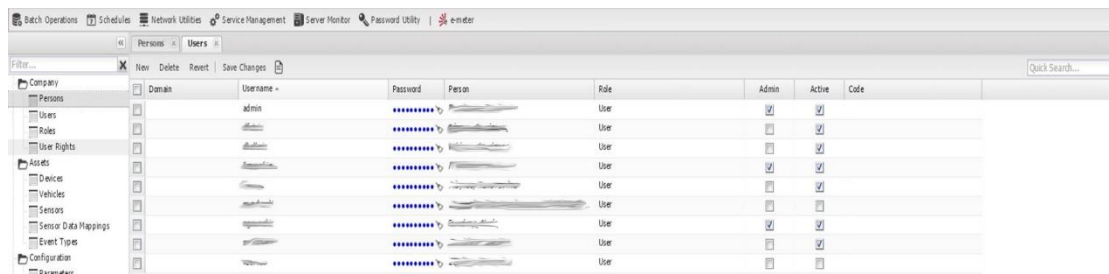 Batch Operations Schedules Network Utilities Service Management Server Monitor Password Utility | e-meter
« Persons x Users x
Filter... X New Delete Revert Save Changes Quick Search...
Company
Persons
Users
Roles
User Rights
Assets
Devices
Vehicles
Sensors
Sensor Data Mappings
Event Types
Configuration
Parameters
Domain Username Password Person Role Admin Active Code
admin •••••••••• User
•••••••••• User
•••••••••• User
•••••••••• User
•••••••••• User
•••••••••• User
•••••••••• User
•••••••••• User
•••••••••• User